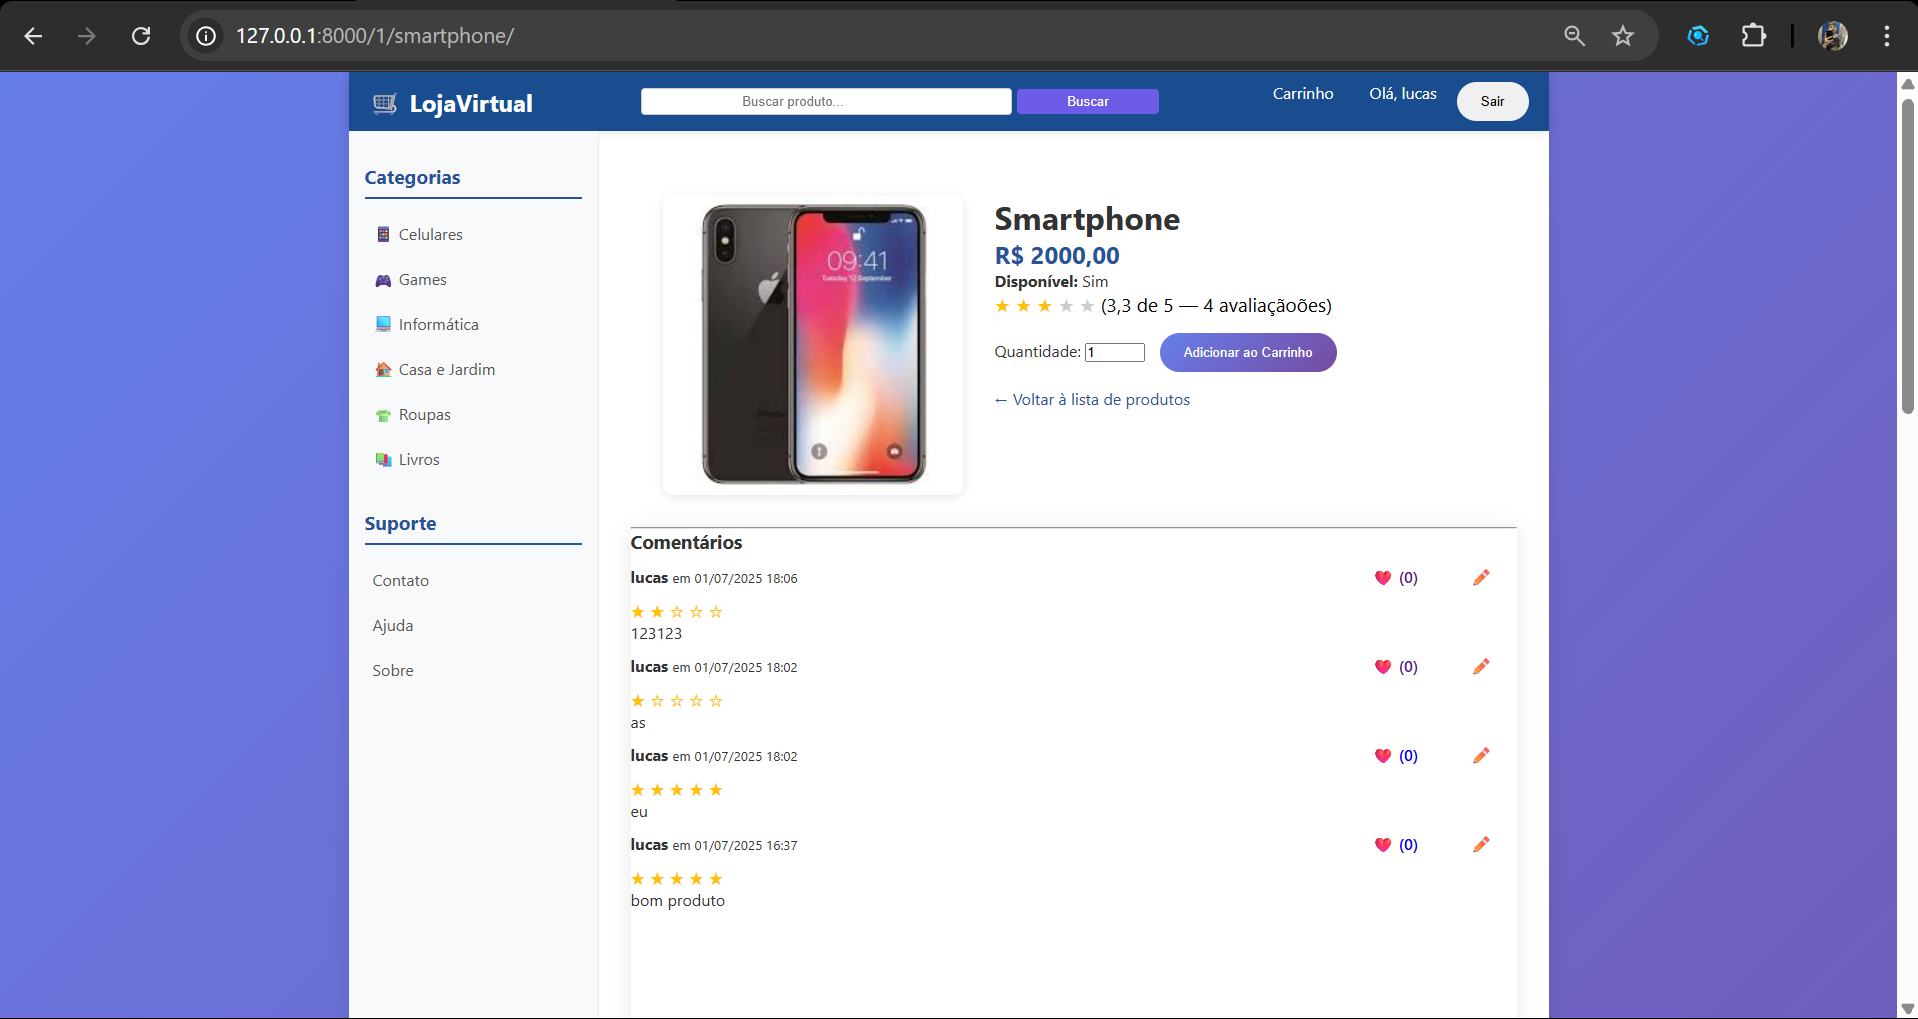 127.0.0.1:8000/1/smartphone/
LojaVirtual
Buscar produto...
Buscar
Carrinho
Olá, lucas
Sair
Categorias
Celulares
Games
Informática
Casa e Jardim
Roupas
Livros
Suporte
Contato
Ajuda
Sobre
09:41
Tuesday 12 September
Smartphone
R$ 2000,00
Disponível: Sim
★ ★ ★ ★ ★ (3,3 de 5 — 4 avaliaçãoões)
Quantidade: 1
Adicionar ao Carrinho
← Voltar à lista de produtos
Comentários
lucas em 01/07/2025 18:06 (0)
★ ★ ☆ ☆ ☆
123123
lucas em 01/07/2025 18:02 (0)
★ ☆ ☆ ☆ ☆
as
lucas em 01/07/2025 18:02 (0)
★ ★ ★ ★ ★
eu
lucas em 01/07/2025 16:37 (0)
★ ★ ★ ★ ★
bom produto